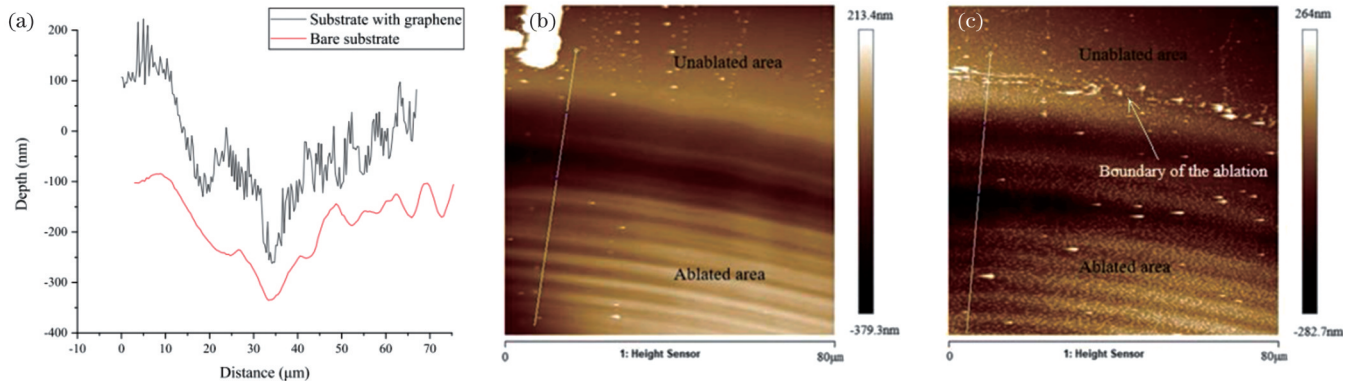 (a)
Substrate with graphene
Bare substrate
Depth (nm)
200
100
0
-100
-200
-300
-400
-10 0 10 20 30 40 50 60 70
Distance (μm)
(b)
Unablated area
Ablated area
213.4nm
-379.3nm
0 80μm
1: Height Sensor
(c)
Unablated area
Boundary of the ablation
Ablated area
264nm
-282.7nm
0 80μm
1: Height Sensor